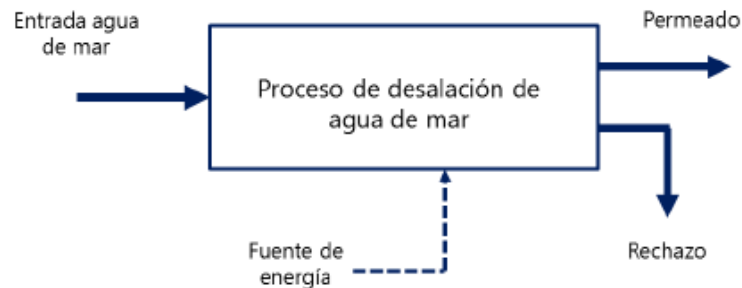 Entrada agua
de mar
Permeado
Proceso de desalación de
agua de mar
Fuente de
energía
Rechazo